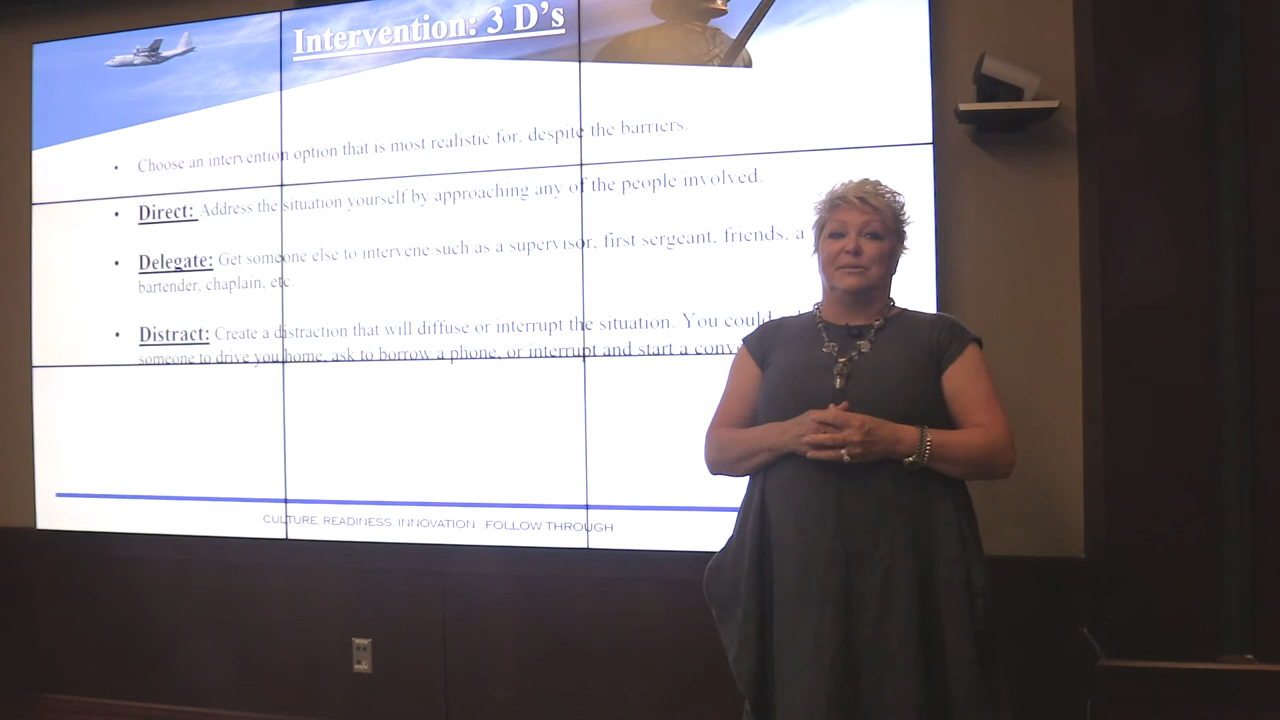 Intervention: 3 D's
• Choose an intervention option that is most realistic for, despite the barriers.
• Direct: Address the situation yourself by approaching any of the people involved.
• Delegate: Get someone else to intervene such as a supervisor, first sergeant, friends, a
bartender, chaplain, etc.
• Distract: Create a distraction that will diffuse or interrupt the situation. You could
someone to drive you home, ask to borrow a phone, or interrupt and start a
CULTURE. READINESS. INNOVATION...FOLLOW THROUGH